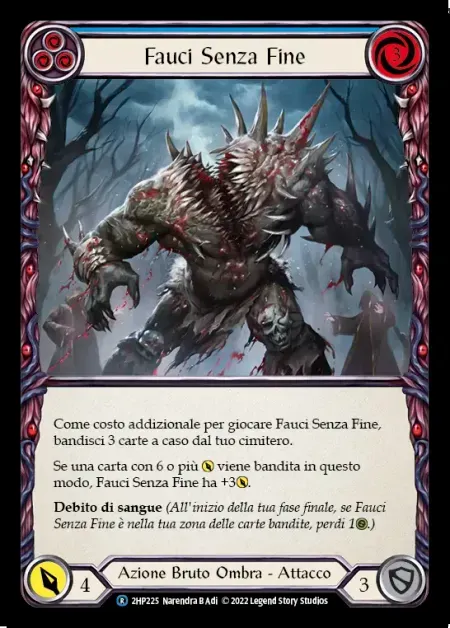 Fauci Senza Fine
3
Come costo addizionale per giocare Fauci Senza Fine,
bandisci 3 carte a caso dal tuo cimitero.
Se una carta con 6 o più viene bandita in questo
modo, Fauci Senza Fine ha +3.
Debito di sangue (All'inizio della tua fase finale, se Fauci
Senza Fine è nella tua zona delle carte bandite, perdi 1.)
4
Azione Bruto Ombra - Attacco
3
R 2HP225 Narendra B Adi © 2022 Legend Story Studios